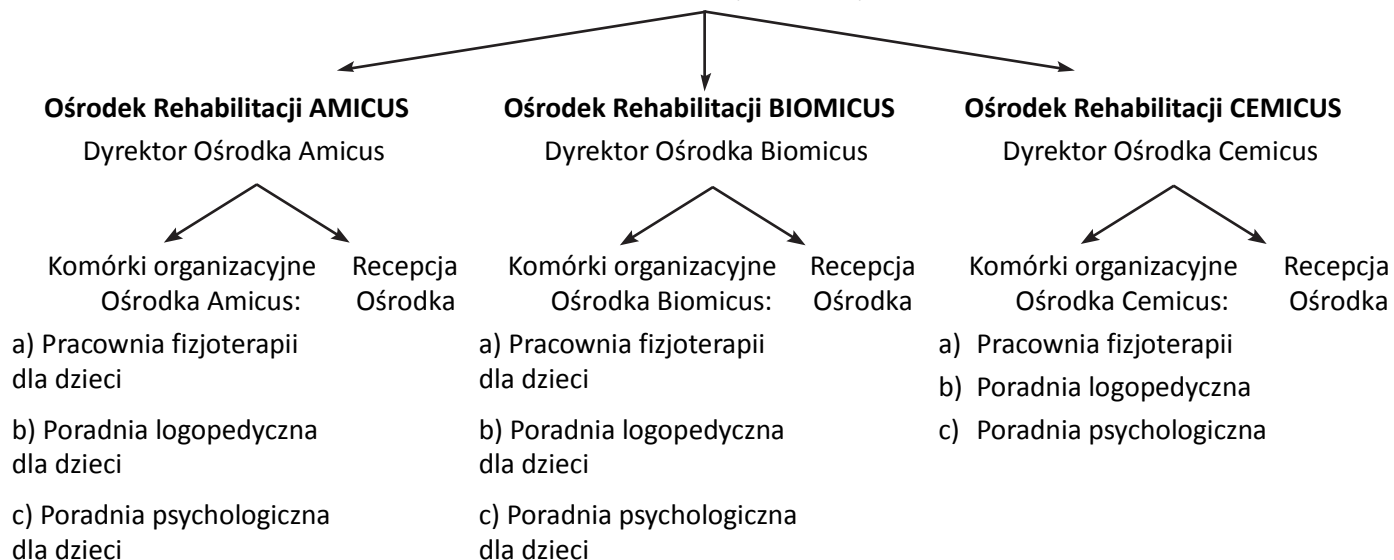 Ośrodek Rehabilitacji AMICUS
Dyrektor Ośrodka Amicus
Komórki organizacyjne
Ośrodka Amicus:
Recepcja
Ośrodka
a) Pracownia fizjoterapii
dla dzieci
b) Poradnia logopedyczna
dla dzieci
c) Poradnia psychologiczna
dla dzieci
Ośrodek Rehabilitacji BIOMICUS
Dyrektor Ośrodka Biomicus
Komórki organizacyjne
Ośrodka Biomicus:
Recepcja
Ośrodka
a) Pracownia fizjoterapii
dla dzieci
b) Poradnia logopedyczna
dla dzieci
c) Poradnia psychologiczna
dla dzieci
Ośrodek Rehabilitacji CEMICUS
Dyrektor Ośrodka Cemicus
Komórki organizacyjne
Ośrodka Cemicus:
Recepcja
Ośrodka
a) Pracownia fizjoterapii
b) Poradnia logopedyczna
c) Poradnia psychologiczna